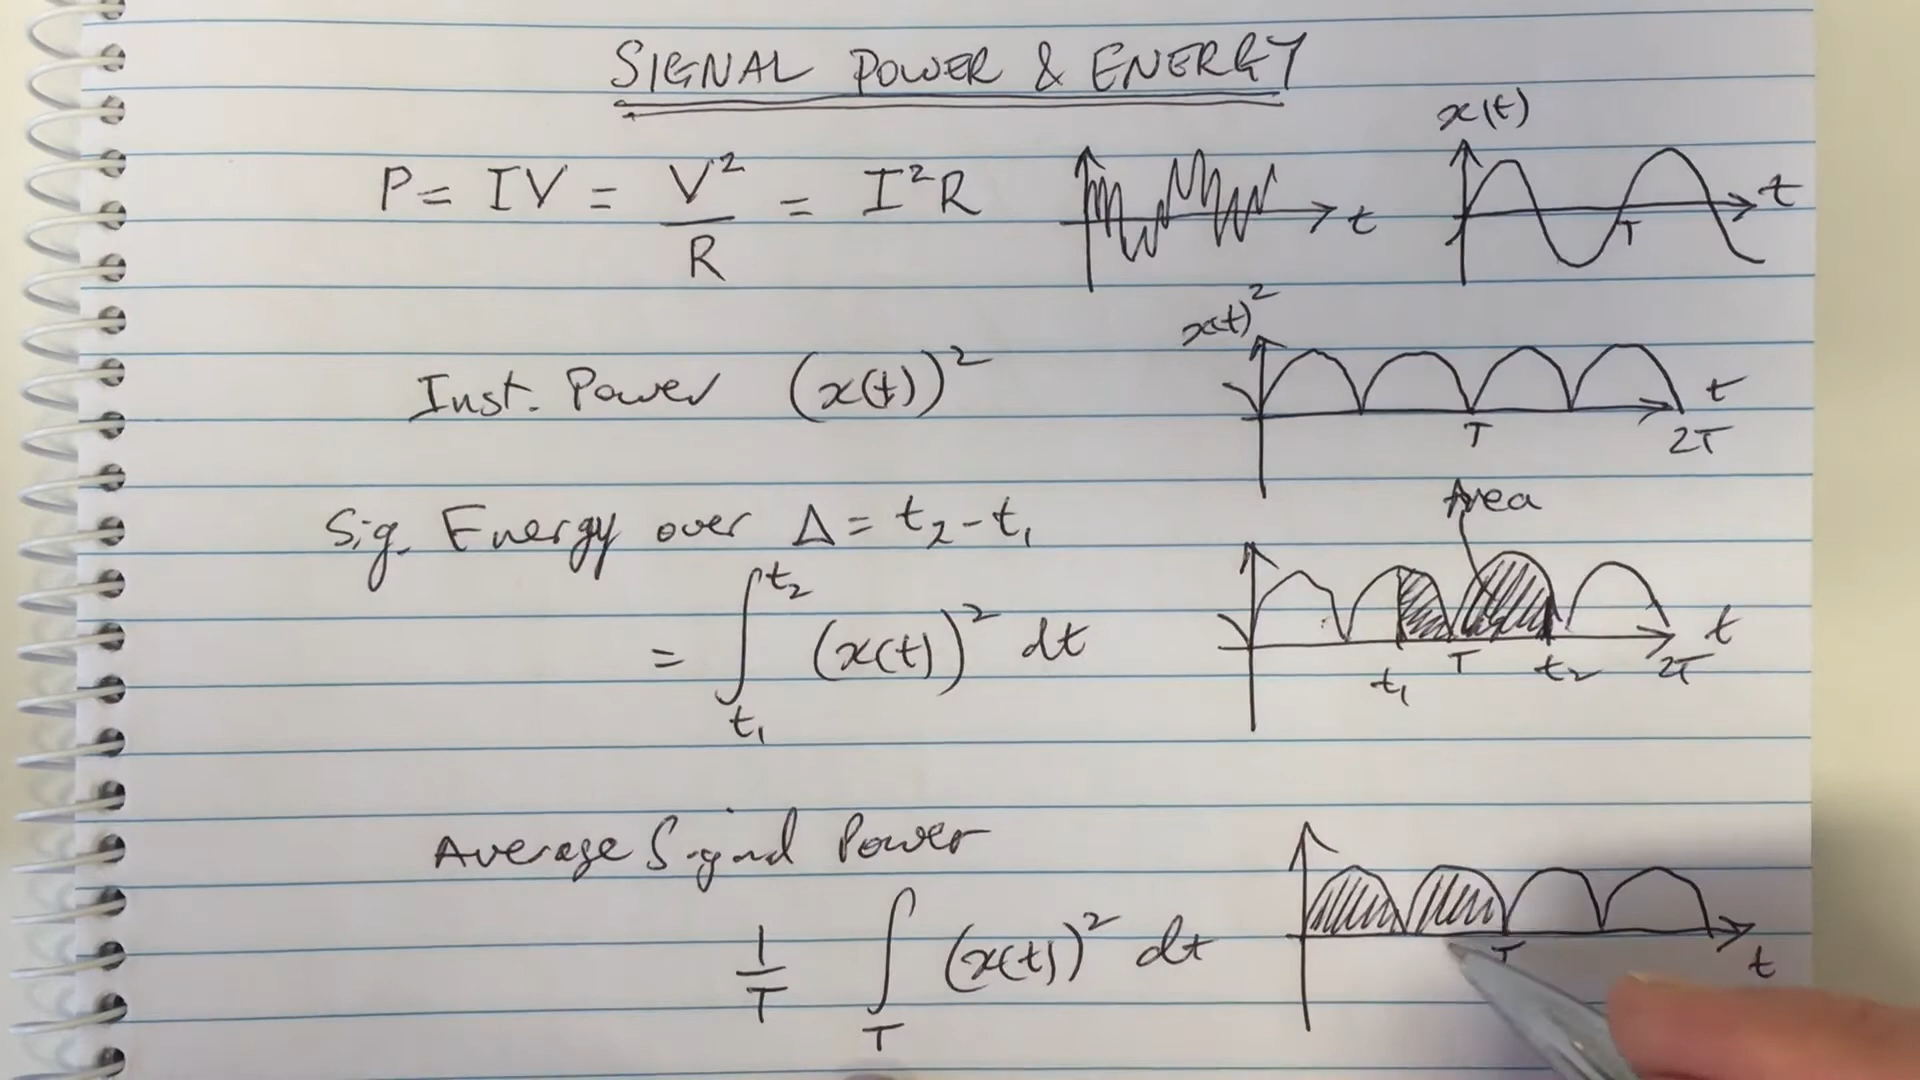 SIGNAL POWER & ENERGY
x(t)
P = IV = V² / R = I²R
t
T
t
x(t)²
Inst. Power (x(t))²
t
T
2T
Area
Sig. Energy over Δ = t₂ - t₁
= ∫ t₂ t₁ (x(t))² dt
t
t₁
T
t₂
2T
Average Signal Power
1/T ∫ T (x(t))² dt
T
t